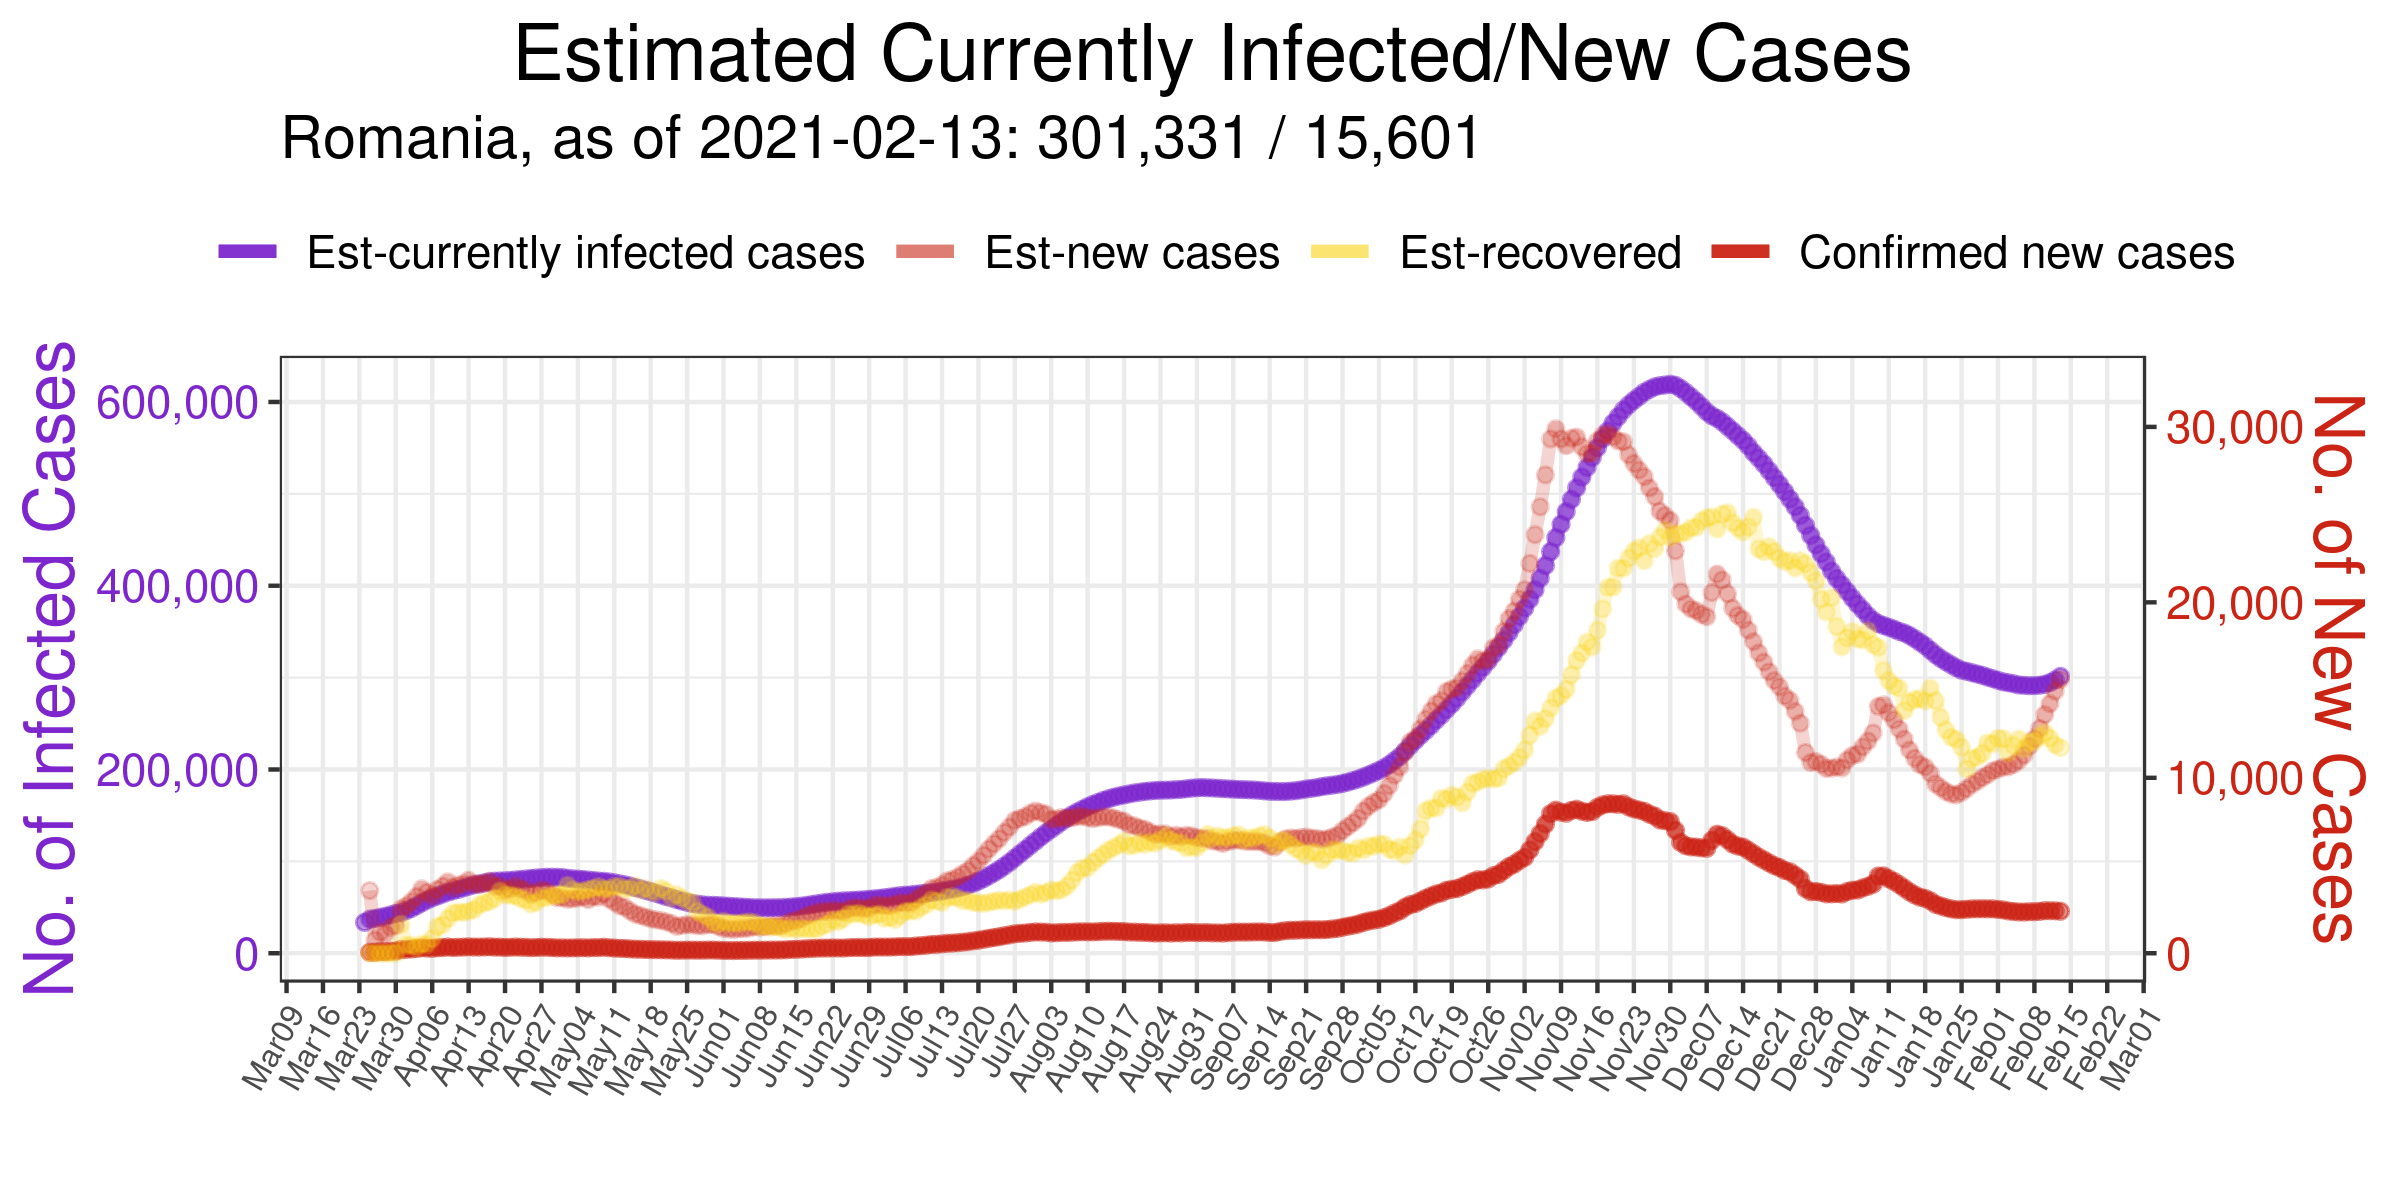 Estimated Currently Infected/New Cases
Romania, as of 2021-02-13: 301,331 / 15,601
Est-currently infected cases Est-new cases Est-recovered Confirmed new cases
No. of Infected Cases
600,000
400,000
200,000
0
30,000
20,000
10,000
0
No. of New Cases
Mar09 Mar16 Mar23 Mar30 Apr06 Apr13 Apr20 Apr27 May04 May11 May18 May25 Jun01 Jun08 Jun15 Jun22 Jun29 Jul06 Jul13 Jul20 Jul27 Aug03 Aug10 Aug17 Aug24 Aug31 Sep07 Sep14 Sep21 Sep28 Oct05 Oct12 Oct19 Oct26 Nov02 Nov09 Nov16 Nov23 Nov30 Dec07 Dec14 Dec21 Dec28 Jan04 Jan11 Jan18 Jan25 Feb01 Feb08 Feb15 Feb22 Mar01